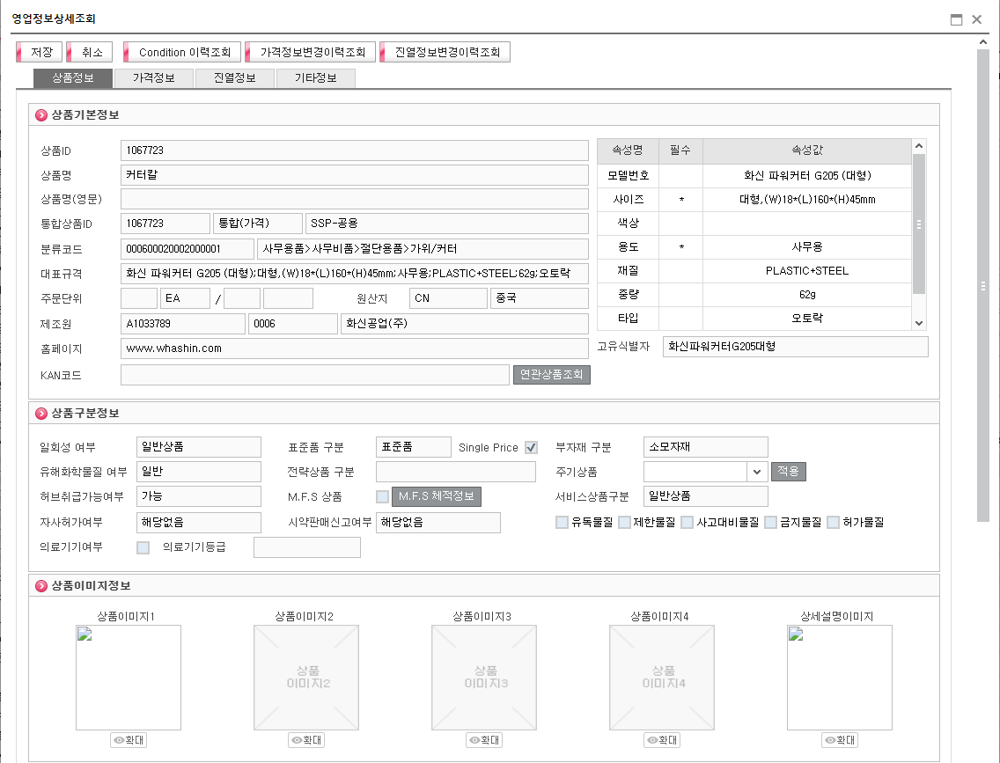 영업정보상세조회
저장 취소 Condition 이력조회 가격정보변경이력조회 진열정보변경이력조회
상품정보 가격정보 진열정보 기타정보
상품기본정보
상품ID 1067723
상품명 커터칼
상품명(영문)
통합상품ID 1067723 통합(가격) SSP-공용
분류코드 000600020002000001 사무용품>사무비품>절단용품>가위/커터
대표규격 화신 파워커터 G205 (대형);대형,(W)18*(L)160*(H)45mm;사무용;PLASTIC+STEEL;62g;오토락
주문단위 EA / 원산지 CN 중국
제조원 A1033789 0006 화신공업(주)
홈페이지 www.whashin.com
KAN코드 연관상품조회
속성명 필수 속성값
모델번호 화신 파워커터 G205 (대형)
사이즈 * 대형,(W)18*(L)160*(H)45mm
색상
용도 * 사무용
재질 PLASTIC+STEEL
중량 62g
타입 오토락
고유식별자 화신파워커터G205대형
상품구분정보
일회성 여부 일반상품 표준품 구분 표준품 Single Price 부자재 구분 소모자재
유해화학물질 여부 일반 전략상품 구분 주기상품 적용
허브취급가능여부 가능 M.F.S 상품 M.F.S 체적정보 서비스상품구분 일반상품
자사허가여부 해당없음 시약판매신고여부 해당없음 유독물질 제한물질 사고대비물질 금지물질 허가물질
의료기기여부 의료기기등급
상품이미지정보
상품이미지1 상품이미지2 상품이미지3 상품이미지4 상세설명이미지
상품 상품 상품
이미지2 이미지3 이미지4
확대 확대 확대 확대 확대